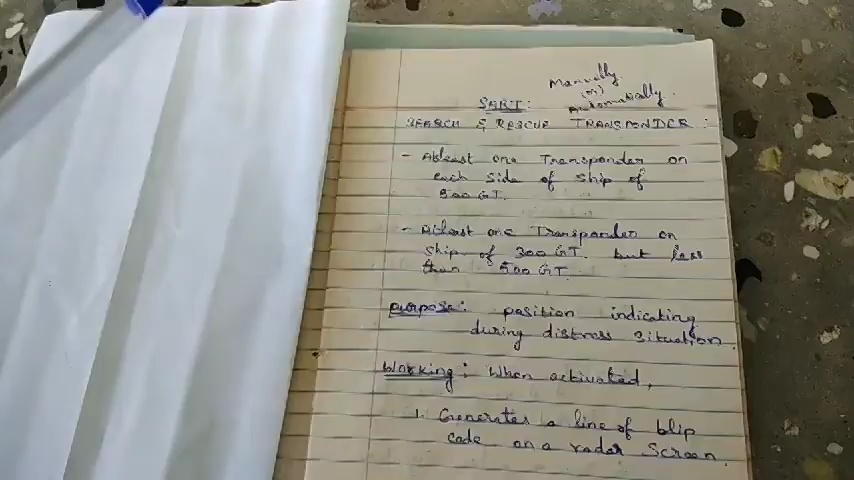 Manually
(or)
Automatically.
SART:
SEARCH & RESCUE TRANSPONDER:
- Atleast one Transponder on
each side of ship of
500 GT.
- Atleast one Transponder on
ship of 300 GT. but less
than 500 GT.
purpose: position indicating
during distress situation.
Working: When activated,
1. Generates a line of blip
code on a radar screen.